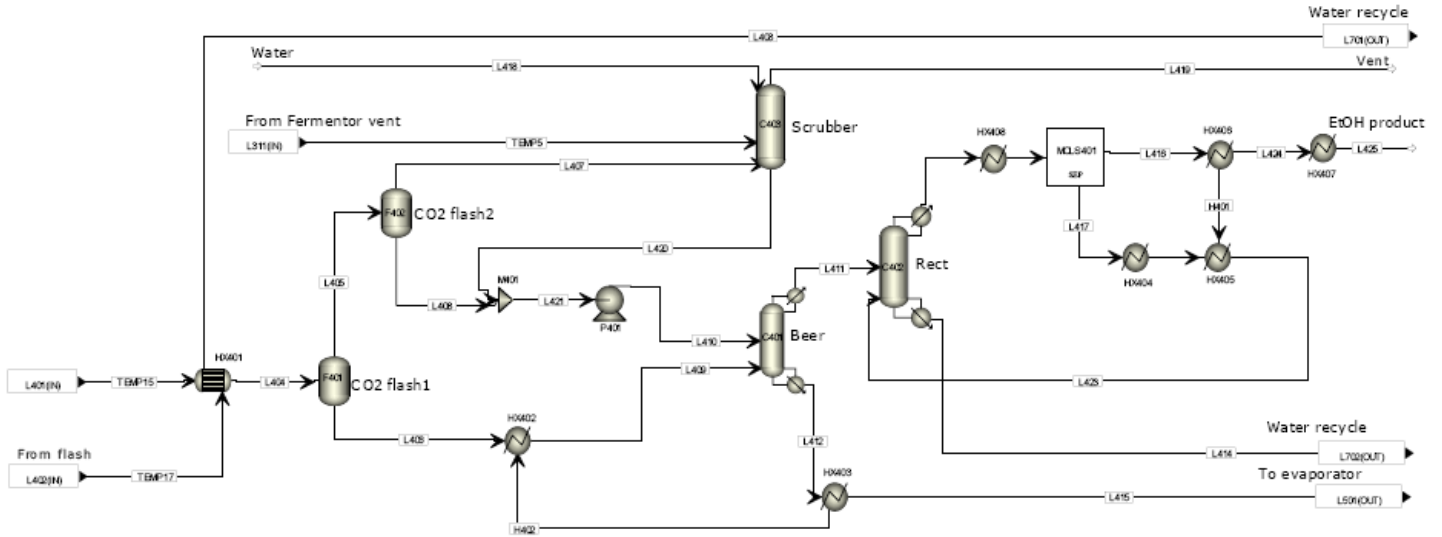 Water recycle
L408
L701(OUT)
Water
L418
L419
Vent
From Fermentor vent
L311(IN)
TEMP5
C403
Scrubber
HX408
MCLS401
SEP
L416
HX406
L424
EtOH product
L425
HX407
L407
F402
CO2 flash2
H401
L417
L420
L405
M401
L411
C402
Rect
HX404
HX405
L408
L421
P401
L410
C401
Beer
HX401
L401(IN)
TEMP15
L404
F401
CO2 flash1
L409
L423
HX402
L406
L412
Water recycle
L414
L702(OUT)
From flash
L402(IN)
TEMP17
HX403
To evaporator
L415
L501(OUT)
H402